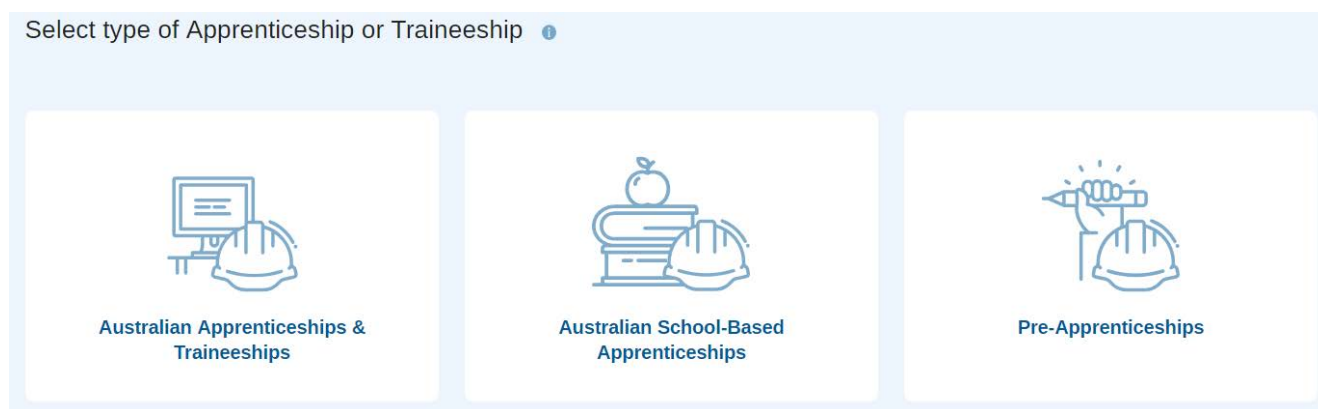 Select type of Apprenticeship or Traineeship
Australian Apprenticeships &
Traineeships
Australian School-Based
Apprenticeships
Pre-Apprenticeships